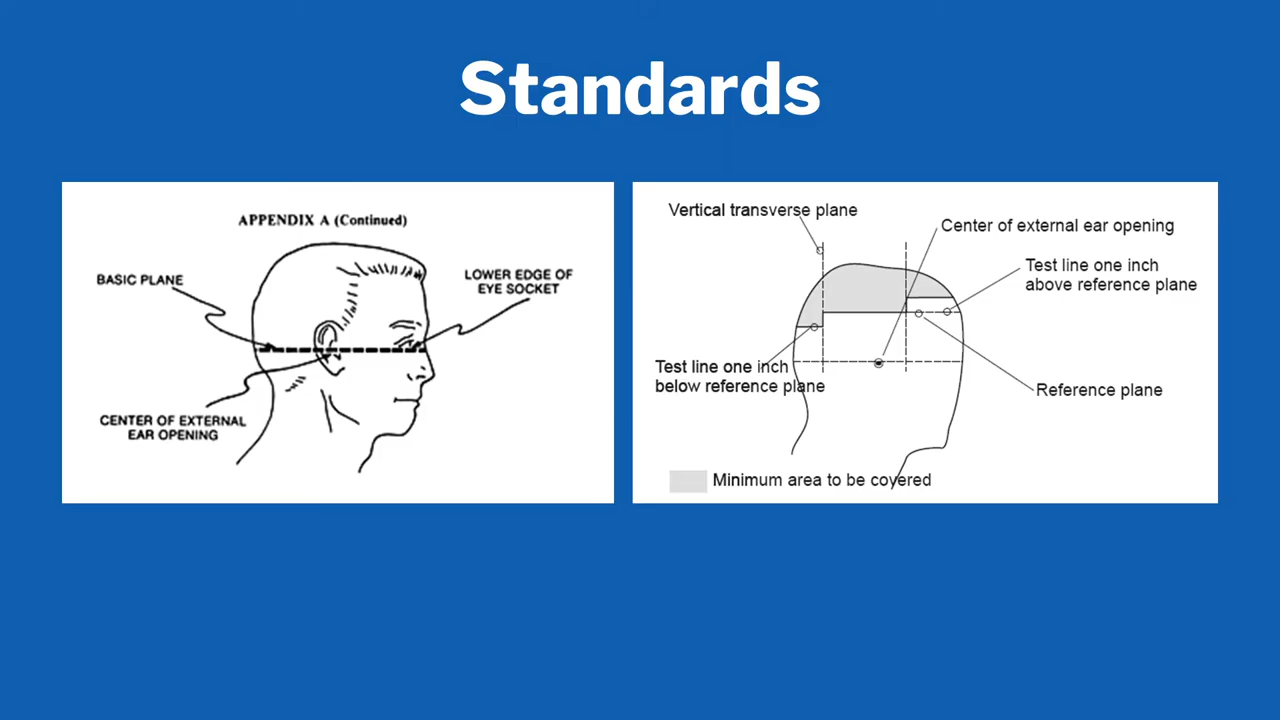 Standards
APPENDIX A (Continued)
BASIC PLANE
LOWER EDGE OF
EYE SOCKET
CENTER OF EXTERNAL
EAR OPENING
Vertical transverse plane
Center of external ear opening
Test line one inch
above reference plane
Test line one inch
below reference plane
Reference plane
Minimum area to be covered